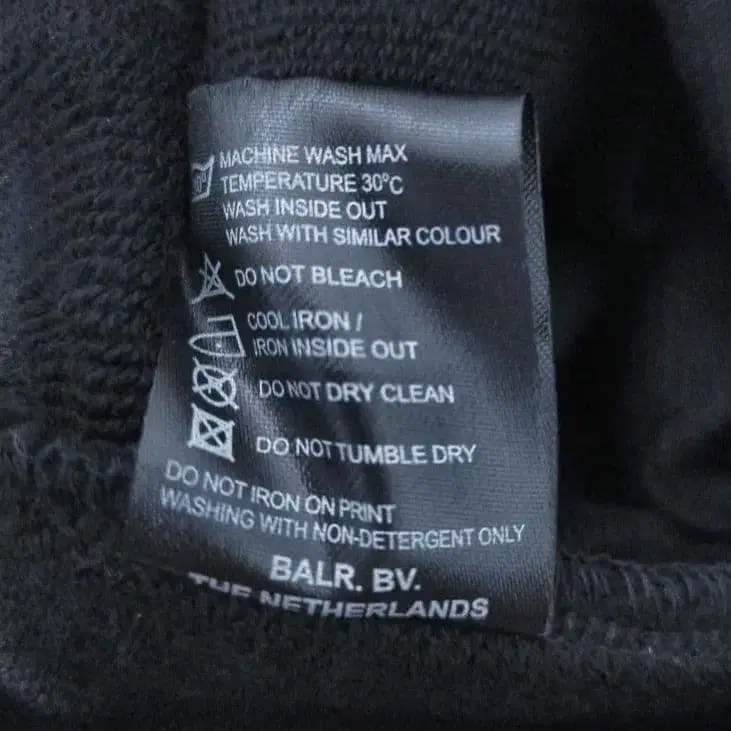 MACHINE WASH MAX
TEMPERATURE 30°C
WASH INSIDE OUT
WASH WITH SIMILAR COLOUR
DO NOT BLEACH
COOL IRON /
IRON INSIDE OUT
DO NOT DRY CLEAN
DO NOT TUMBLE DRY
DO NOT IRON ON PRINT
WASHING WITH NON-DETERGENT ONLY
BALR. BV.
THE NETHERLANDS